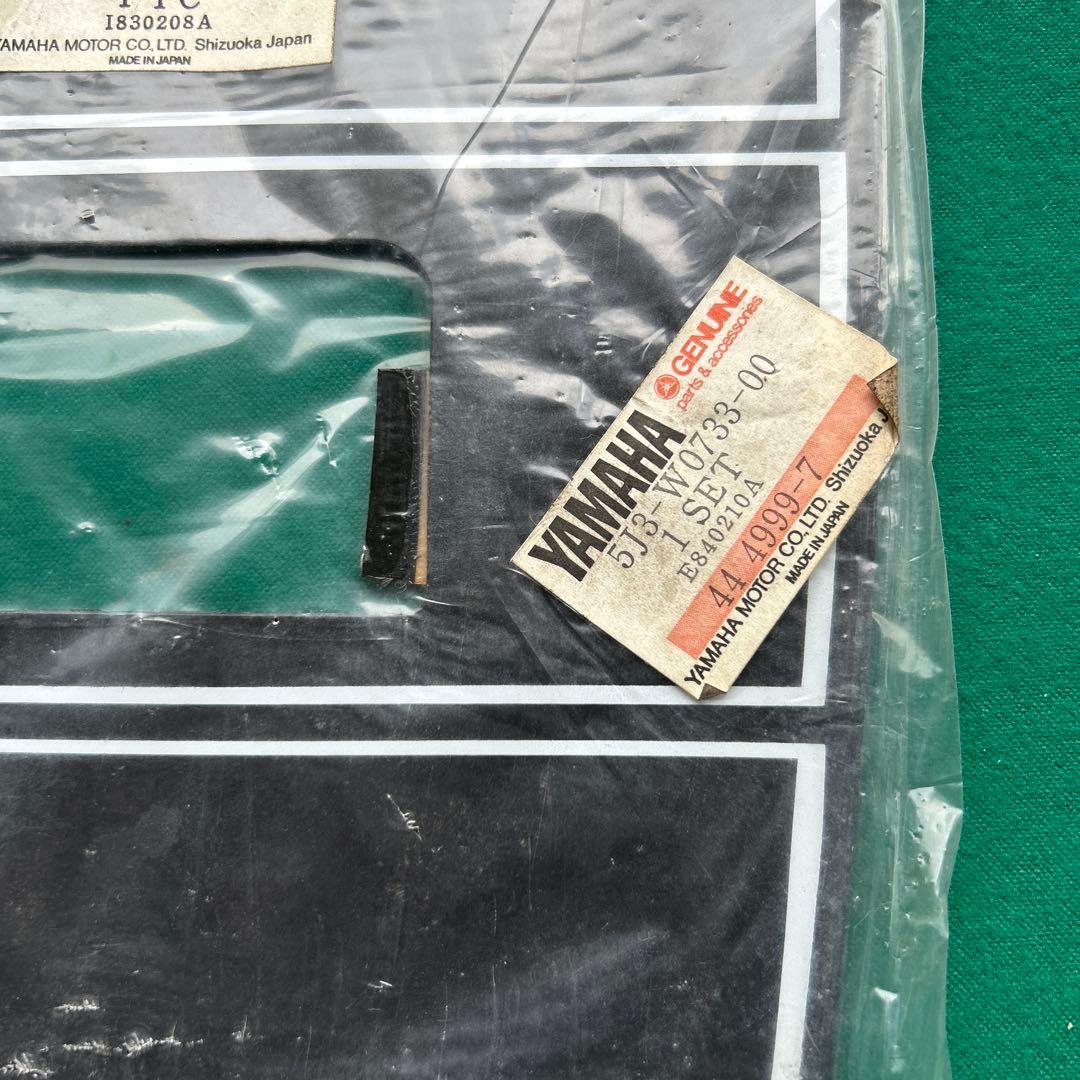 I830208A
YAMAHA MOTOR CO., LTD. Shizuoka Japan
MADE IN JAPAN
GENUINE
parts & accessories
YAMAHA
5J3-W0733-00
1 SET
E840210A
44 4999-7
YAMAHA MOTOR CO., LTD. Shizuoka J
MADE IN JAPAN